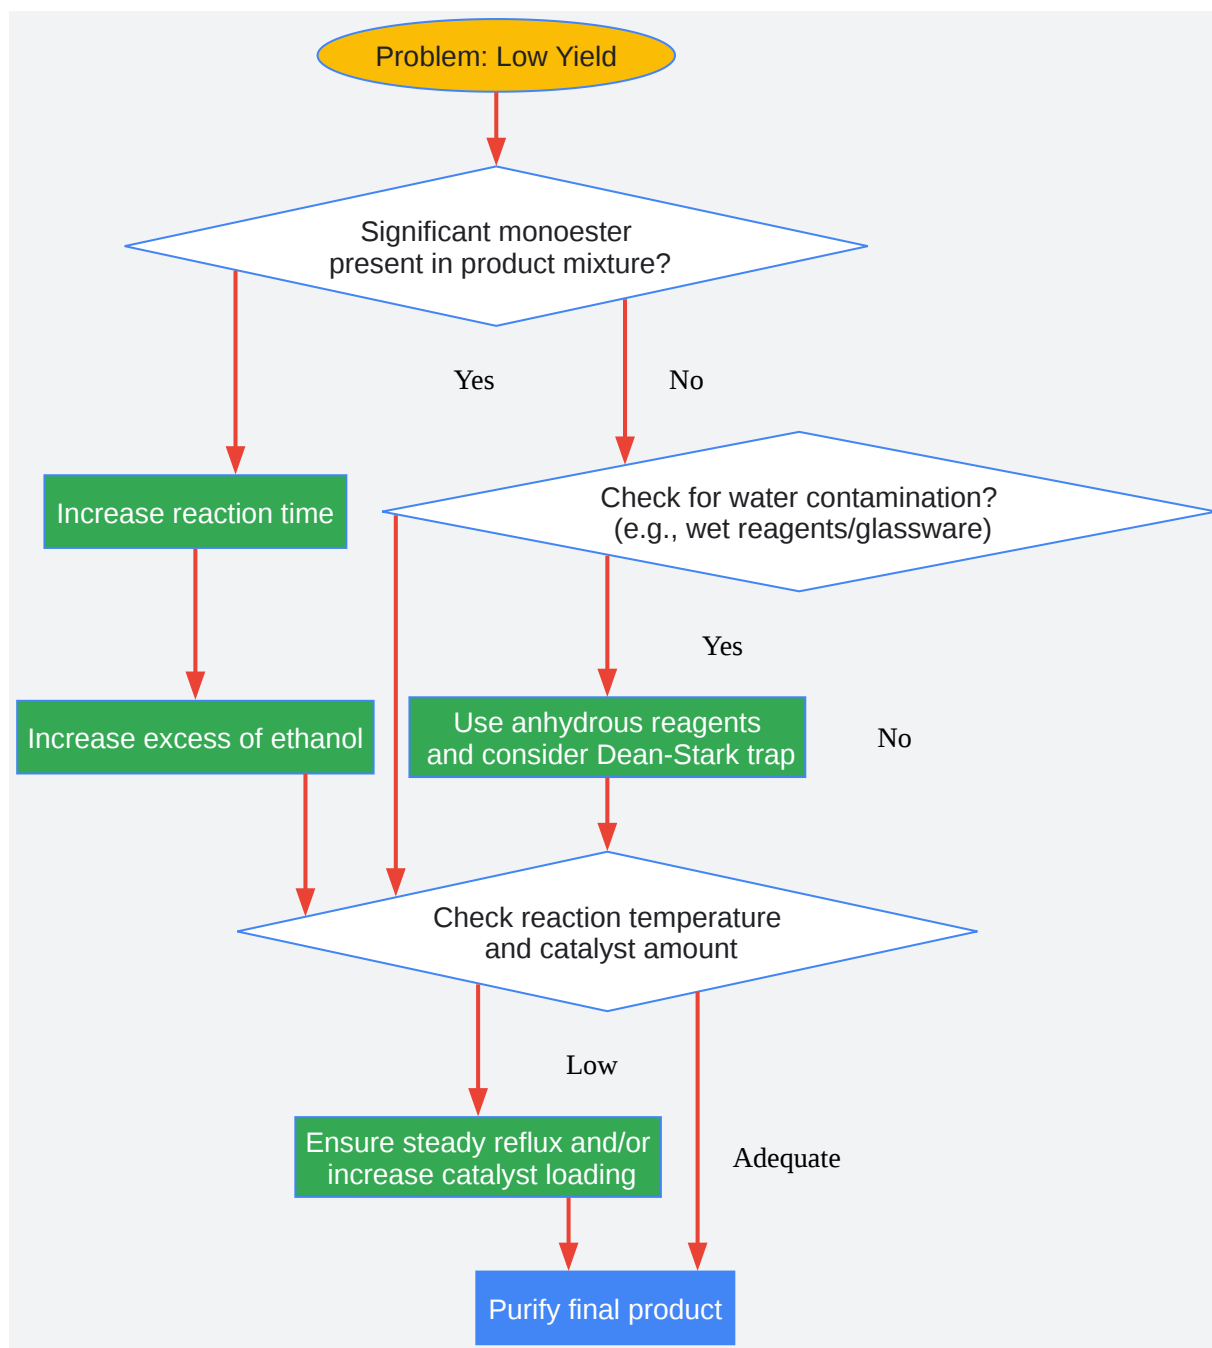 Problem: Low Yield
Significant monoester
present in product mixture?
Yes
No
Increase reaction time
Check for water contamination?
(e.g., wet reagents/glassware)
Yes
Increase excess of ethanol
Use anhydrous reagents
and consider Dean-Stark trap
No
Check reaction temperature
and catalyst amount
Low
Ensure steady reflux and/or
increase catalyst loading
Adequate
Purify final product